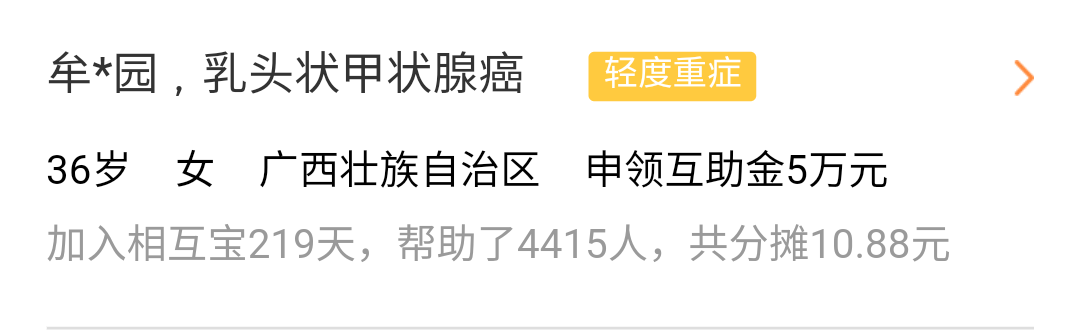 牟*园，乳头状甲状腺癌 轻度重症
36岁 女 广西壮族自治区 申领互助金5万元
加入相互宝219天，帮助了4415人，共分摊10.88元